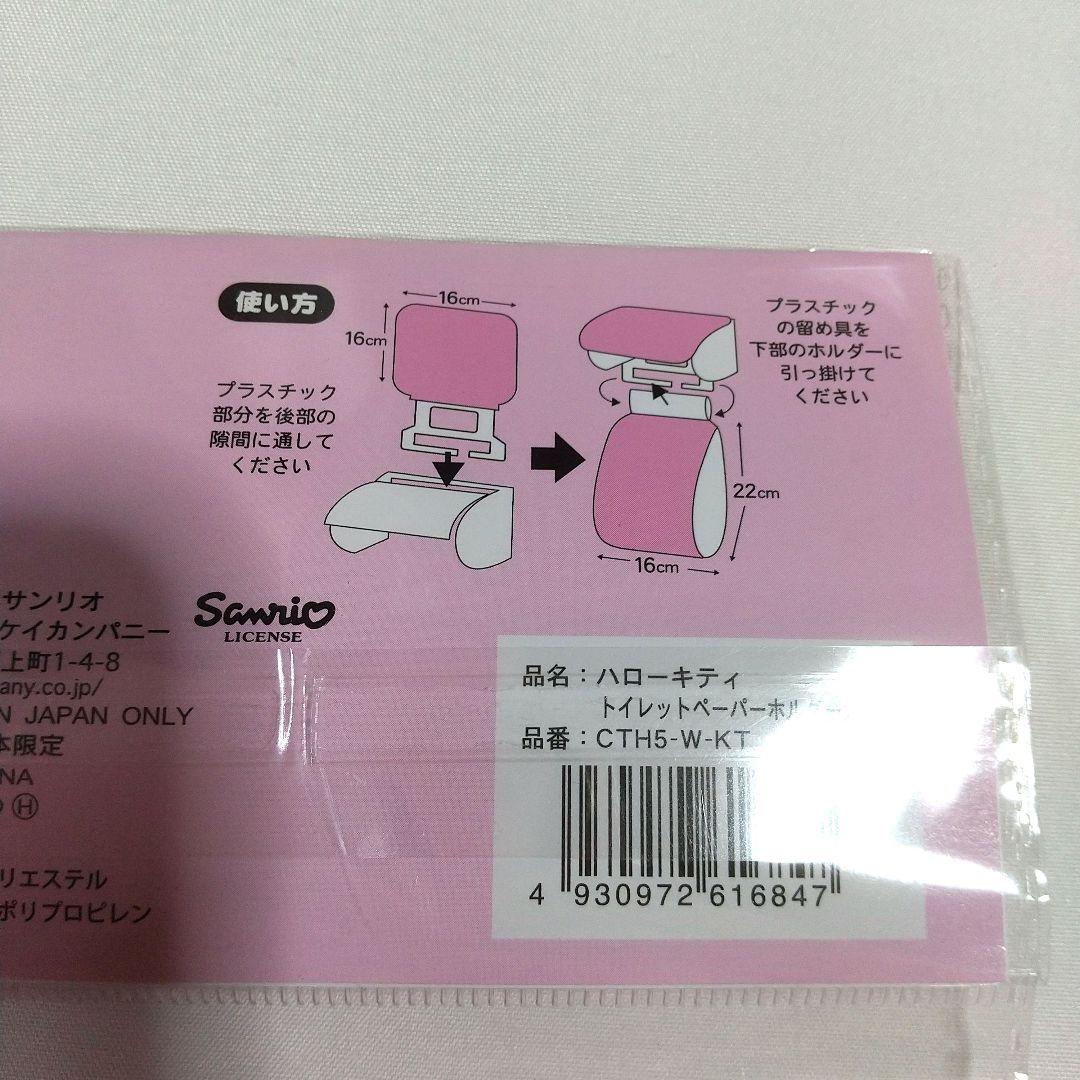 使い方
16cm
16cm
プラスチック
部分を後部の
隙間に通して
ください
プラスチック
の留め具を
下部のホルダーに
引っ掛けて
ください
22cm
16cm
サンリオ
ケイカンパニー
上町1-4-8
any.co.jp/
N JAPAN ONLY
本限定
NA
Ⓗ
Sanrio
LICENSE
リエステル
ポリプロピレン
品名：ハローキティ
トイレットペーパーホルダー
品番：CTH5-W-KT
4 930972 616847